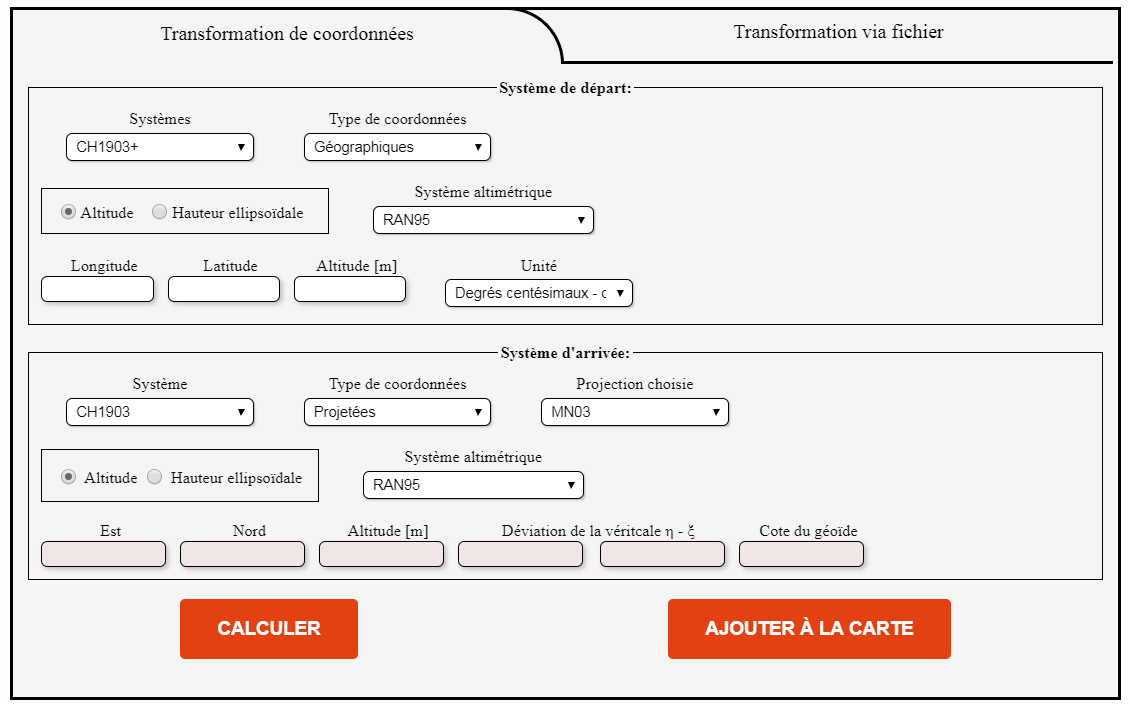 Transformation de coordonnées
Transformation via fichier
Système de départ:
Systèmes Type de coordonnées
CH1903+ Géographiques
Système altimétrique
Altitude Hauteur ellipsoïdale RAN95
Longitude Latitude Altitude [m] Unité
Degrés centésimaux - c
Système d'arrivée:
Système Type de coordonnées Projection choisie
CH1903 Projetées MN03
Système altimétrique
Altitude Hauteur ellipsoïdale RAN95
Est Nord Altitude [m] Déviation de la véritcale η - ξ Cote du géoïde
CALCULER AJOUTER À LA CARTE